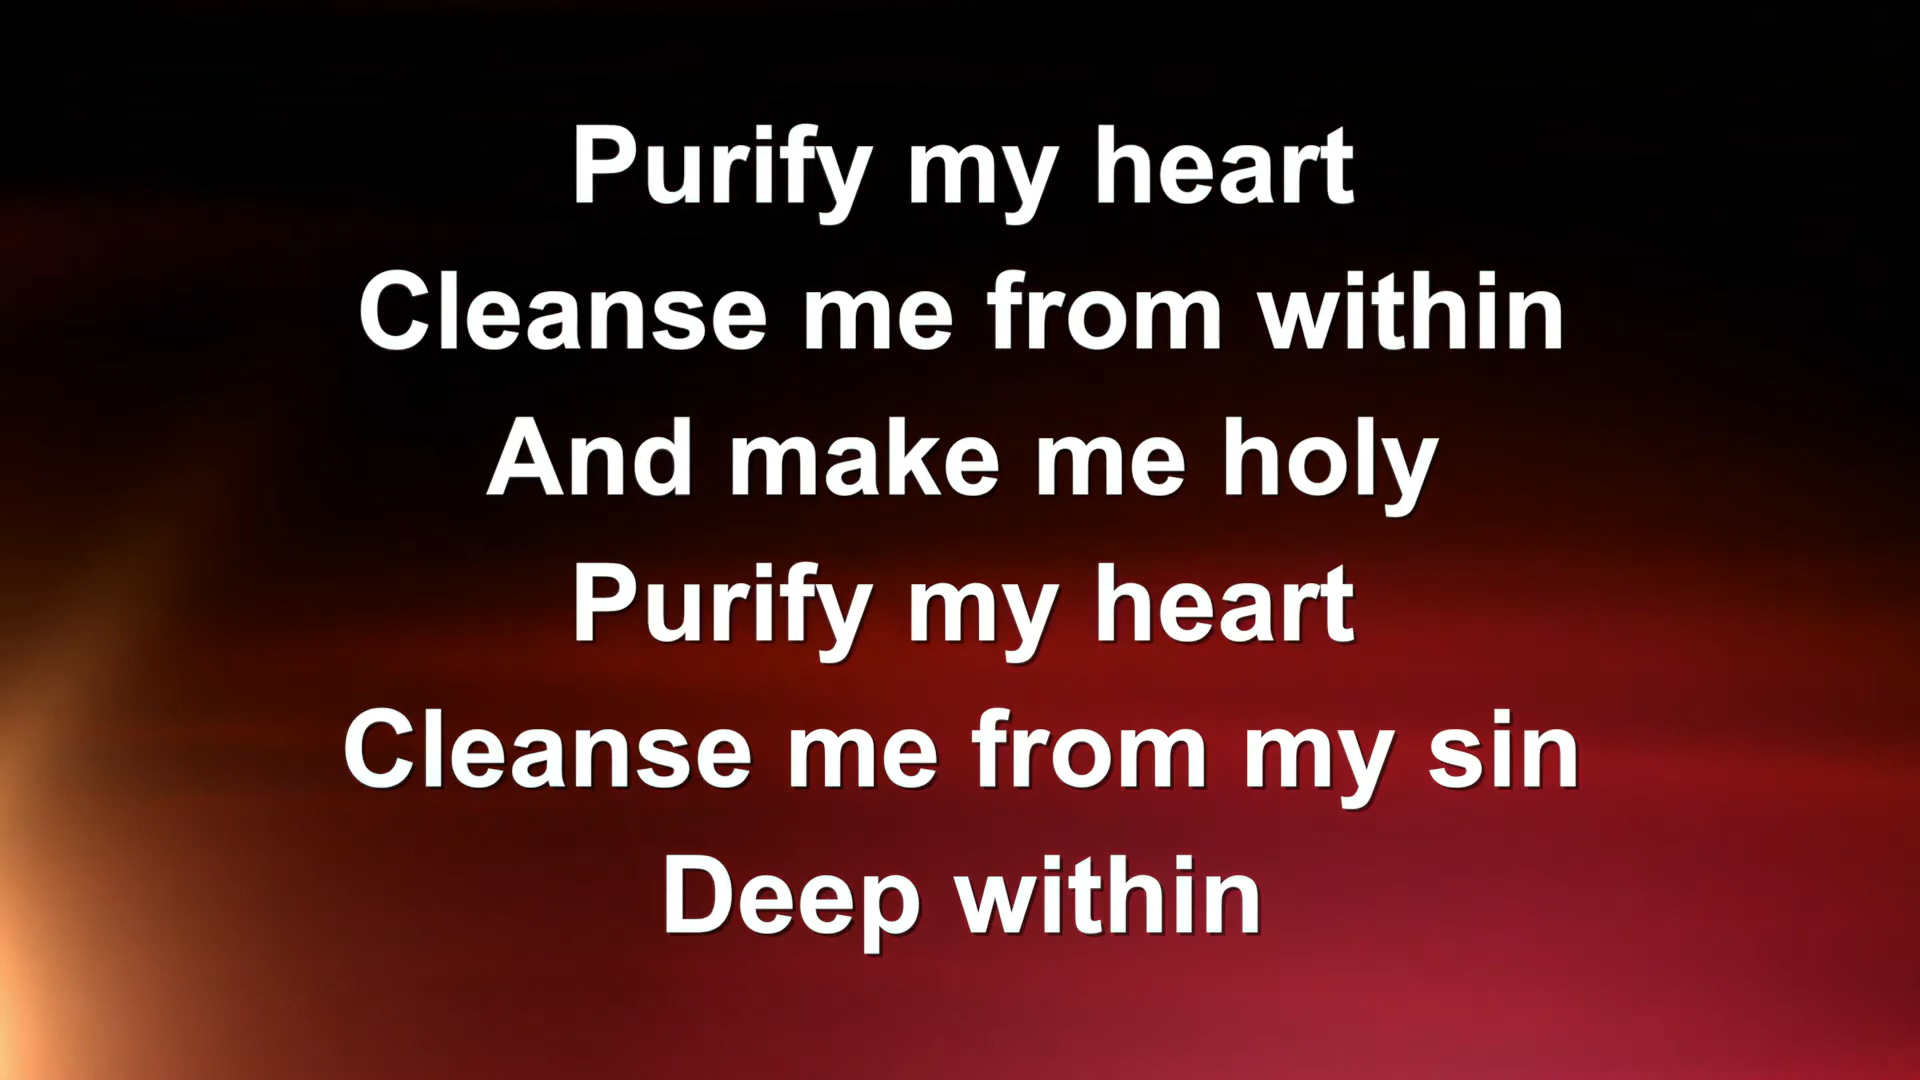 Purify my heart
Cleanse me from within
And make me holy
Purify my heart
Cleanse me from my sin
Deep within